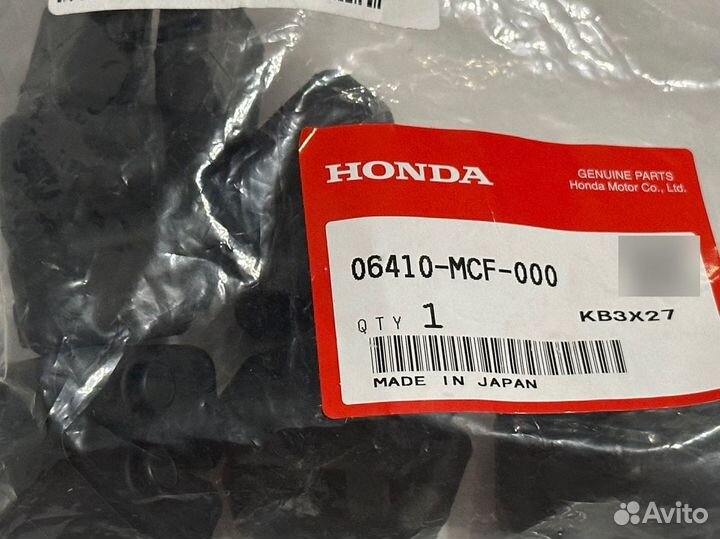 HONDA
GENUINE PARTS
Honda Motor Co., Ltd.
06410-MCF-000
QTY 1
KB3X27
MADE IN JAPAN
Avito